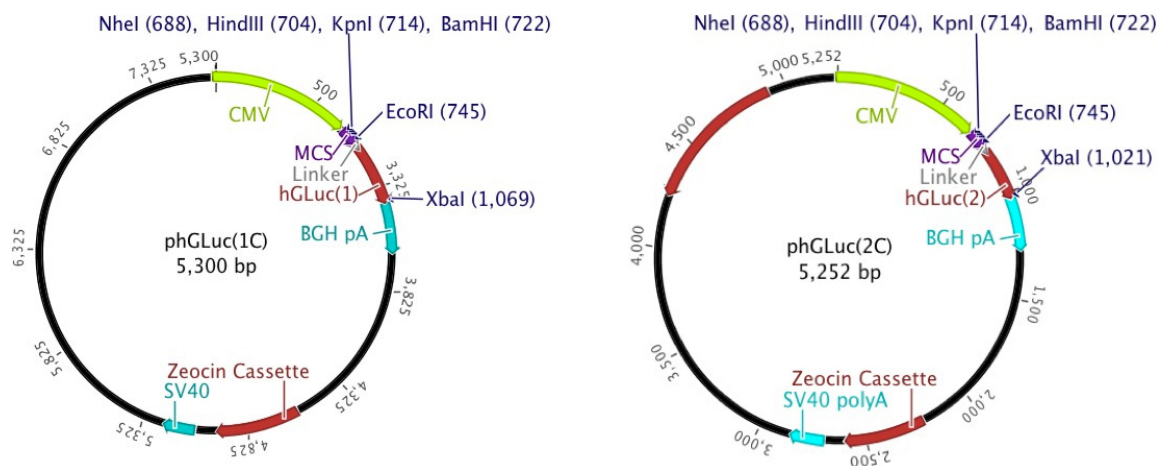 NheI (688), HindIII (704), KpnI (714), BamHI (722)
5,300
7,325
500
CMV
EcoRI (745)
6,825
MCS
Linker
hGLuc(1)
3,325
XbaI (1,069)
BGH pA
phGLuc(1C)
5,300 bp
6,325
3,825
5,825
Zeocin Cassette
SV40
4,325
5,325
4,825
NheI (688), HindIII (704), KpnI (714), BamHI (722)
5,000
5,252
500
CMV
EcoRI (745)
4,500
MCS
Linker
hGLuc(2)
1,000
XbaI (1,021)
BGH pA
phGLuc(2C)
5,252 bp
4,000
1,500
3,500
Zeocin Cassette
SV40 polyA
2,000
3,000
2,500